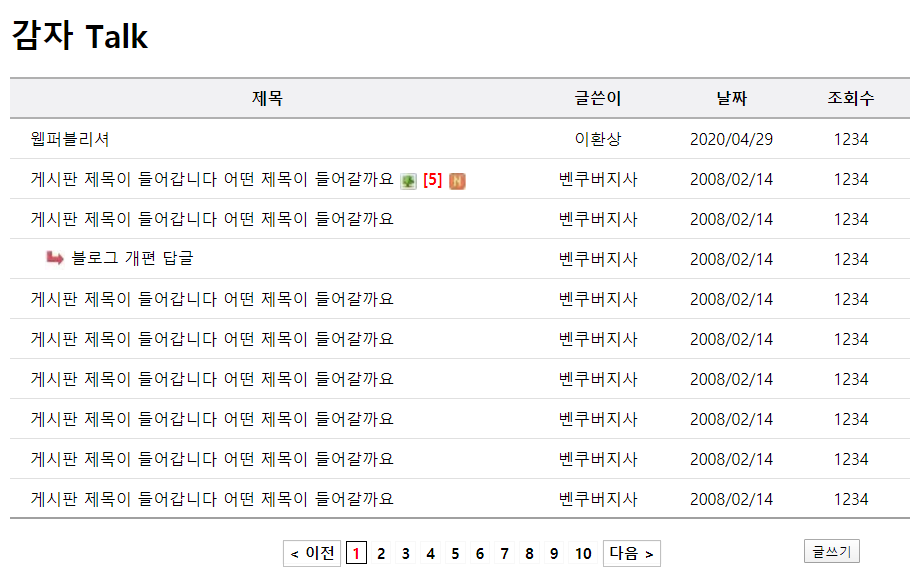 감자 Talk
제목 글쓴이 날짜 조회수
웹퍼블리셔 이환상 2020/04/29 1234
게시판 제목이 들어갑니다 어떤 제목이 들어갈까요 [5] N 벤쿠버지사 2008/02/14 1234
게시판 제목이 들어갑니다 어떤 제목이 들어갈까요 벤쿠버지사 2008/02/14 1234
블로그 개편 답글 벤쿠버지사 2008/02/14 1234
게시판 제목이 들어갑니다 어떤 제목이 들어갈까요 벤쿠버지사 2008/02/14 1234
게시판 제목이 들어갑니다 어떤 제목이 들어갈까요 벤쿠버지사 2008/02/14 1234
게시판 제목이 들어갑니다 어떤 제목이 들어갈까요 벤쿠버지사 2008/02/14 1234
게시판 제목이 들어갑니다 어떤 제목이 들어갈까요 벤쿠버지사 2008/02/14 1234
게시판 제목이 들어갑니다 어떤 제목이 들어갈까요 벤쿠버지사 2008/02/14 1234
게시판 제목이 들어갑니다 어떤 제목이 들어갈까요 벤쿠버지사 2008/02/14 1234
< 이전 1 2 3 4 5 6 7 8 9 10 다음 > 글쓰기